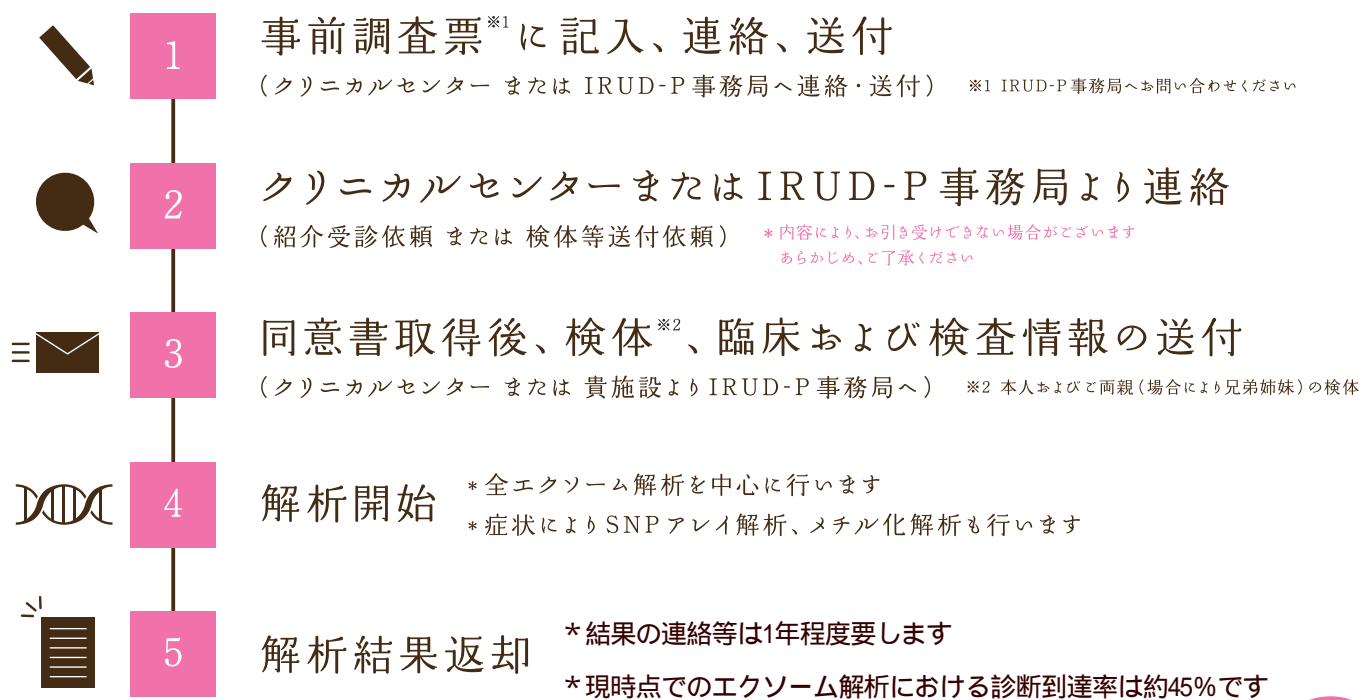 1
事前調査票※1に記入、連絡、送付
（クリニカルセンター または IRUD-P事務局へ連絡・送付） ※1 IRUD-P事務局へお問い合わせください
2
クリニカルセンターまたはIRUD-P事務局より連絡
（紹介受診依頼 または 検体等送付依頼） ＊内容により、お引き受けできない場合がございます
あらかじめ、ご了承ください
3
同意書取得後、検体※2、臨床および検査情報の送付
（クリニカルセンター または 貴施設よりIRUD-P事務局へ） ※2 本人およびご両親（場合により兄弟姉妹）の検体
4
解析開始
＊全エクソーム解析を中心に行います
＊症状によりSNPアレイ解析、メチル化解析も行います
5
解析結果返却
＊結果の連絡等は1年程度要します
＊現時点でのエクソーム解析における診断到達率は約45%です